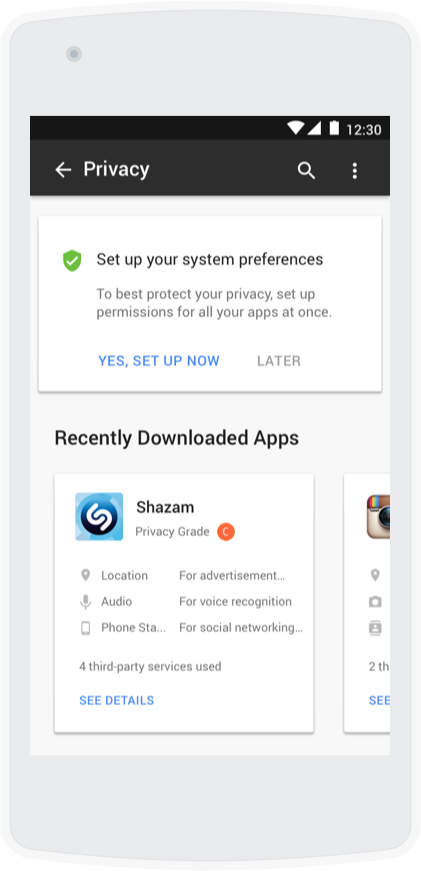 12:30
Privacy
Set up your system preferences
To best protect your privacy, set up
permissions for all your apps at once.
YES, SET UP NOW LATER
Recently Downloaded Apps
Shazam
Privacy Grade C
Location For advertisement...
Audio For voice recognition
Phone Sta... For social networking...
4 third-party services used
2 th
SEE DETAILS
SEE